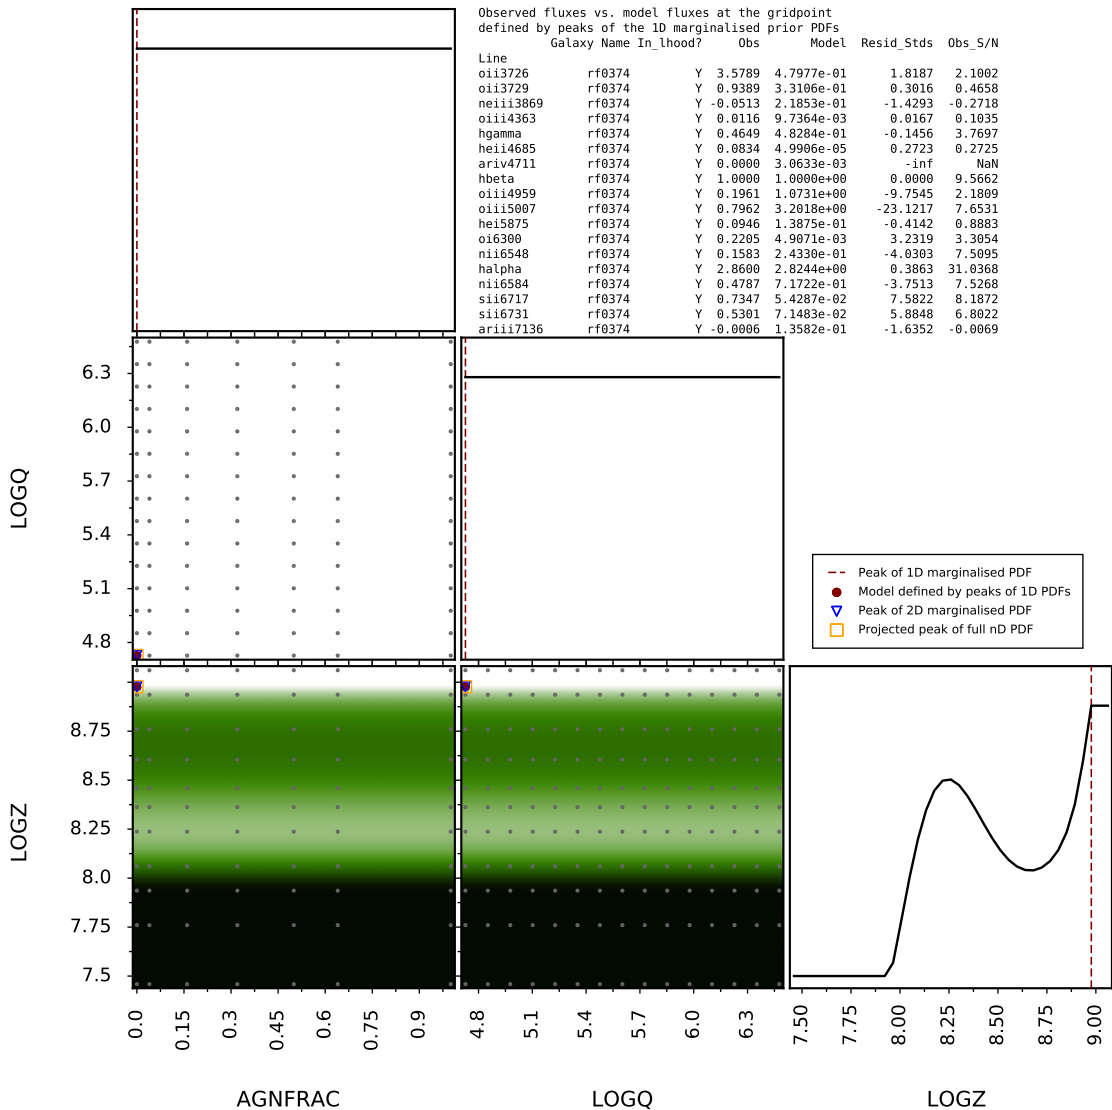 Observed fluxes vs. model fluxes at the gridpoint
defined by peaks of the 1D marginalised prior PDFs
Galaxy Name In_lhood? Obs Model Resid_Stds Obs_S/N
Line
oii3726 rf0374 Y 3.5789 4.7977e-01 1.8187 2.1002
oii3729 rf0374 Y 0.9389 3.3106e-01 0.3016 0.4658
neiii3869 rf0374 Y -0.0513 2.1853e-01 -1.4293 -0.2718
oiii4363 rf0374 Y 0.0116 9.7364e-03 0.0167 0.1035
hgamma rf0374 Y 0.4649 4.8284e-01 -0.1456 3.7697
heii4685 rf0374 Y 0.0834 4.9906e-05 0.2723 0.2725
ariv4711 rf0374 Y 0.0000 3.0633e-03 -inf NaN
hbeta rf0374 Y 1.0000 1.0000e+00 0.0000 9.5662
oiii4959 rf0374 Y 0.1961 1.0731e+00 -9.7545 2.1809
oiii5007 rf0374 Y 0.7962 3.2018e+00 -23.1217 7.6531
hei5875 rf0374 Y 0.0946 1.3875e-01 -0.4142 0.8883
oi6300 rf0374 Y 0.2205 4.9071e-03 3.2319 3.3054
nii6548 rf0374 Y 0.1583 2.4330e-01 -4.0303 7.5095
halpha rf0374 Y 2.8600 2.8244e+00 0.3863 31.0368
nii6584 rf0374 Y 0.4787 7.1722e-01 -3.7513 7.5268
sii6717 rf0374 Y 0.7347 5.4287e-02 7.5822 8.1872
sii6731 rf0374 Y 0.5301 7.1483e-02 5.8848 6.8022
ariii7136 rf0374 Y -0.0006 1.3582e-01 -1.6352 -0.0069
6.3
6.0
5.7
5.4
5.1
4.8
LOGQ
Peak of 1D marginalised PDF
Model defined by peaks of 1D PDFs
Peak of 2D marginalised PDF
Projected peak of full nD PDF
8.75
8.5
8.25
8.0
7.75
7.5
LOGZ
0.0 0.15 0.3 0.45 0.6 0.75 0.9
4.8 5.1 5.4 5.7 6.0 6.3
7.50 7.75 8.00 8.25 8.50 8.75 9.00
AGNFRAC LOGQ LOGZ